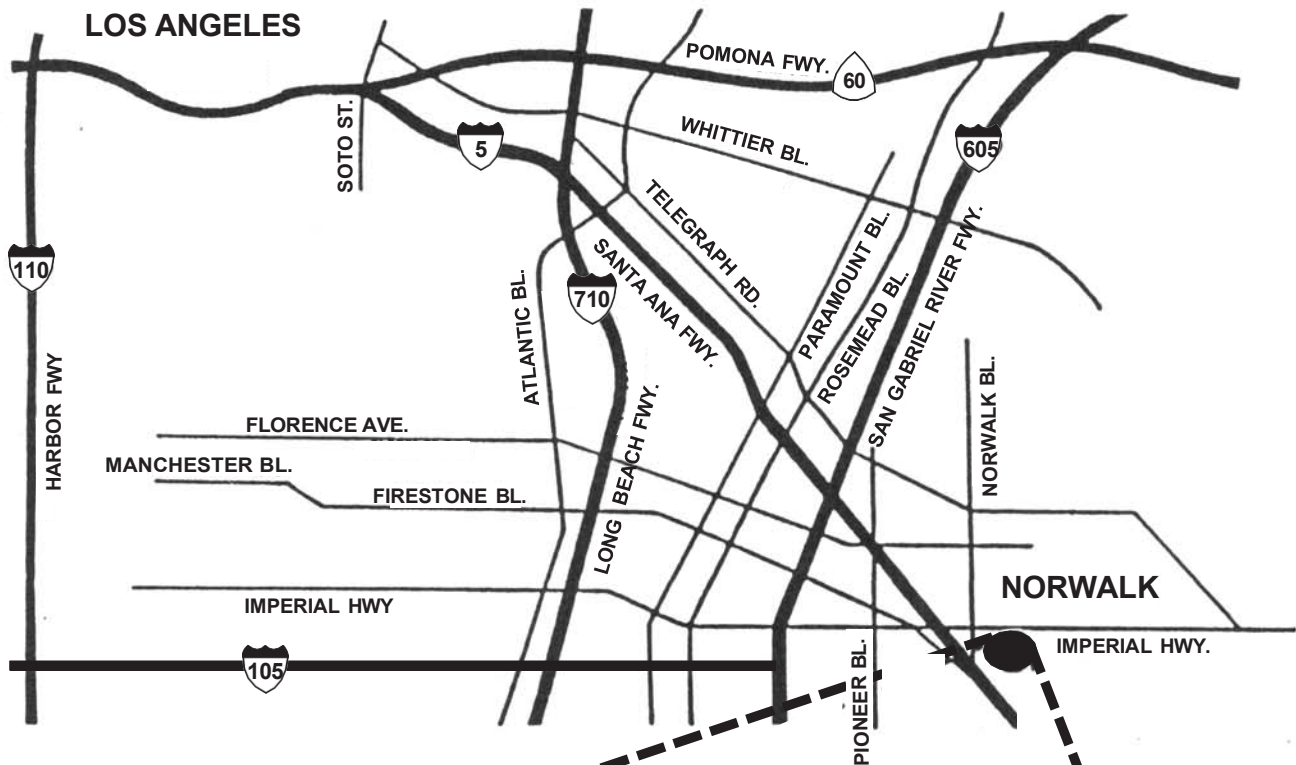 LOS ANGELES
POMONA FWY.
60
SOTO ST.
5
WHITTIER BL.
605
TELEGRAPH RD.
PARAMOUNT BL.
110
SANTA ANA FWY.
ROSEMEAD BL.
SAN GABRIEL RIVER FWY.
710
ATLANTIC BL.
HARBOR FWY
LONG BEACH FWY.
NORWALK BL.
FLORENCE AVE.
MANCHESTER BL.
FIRESTONE BL.
NORWALK
IMPERIAL HWY
IMPERIAL HWY.
105
PIONEER BL.